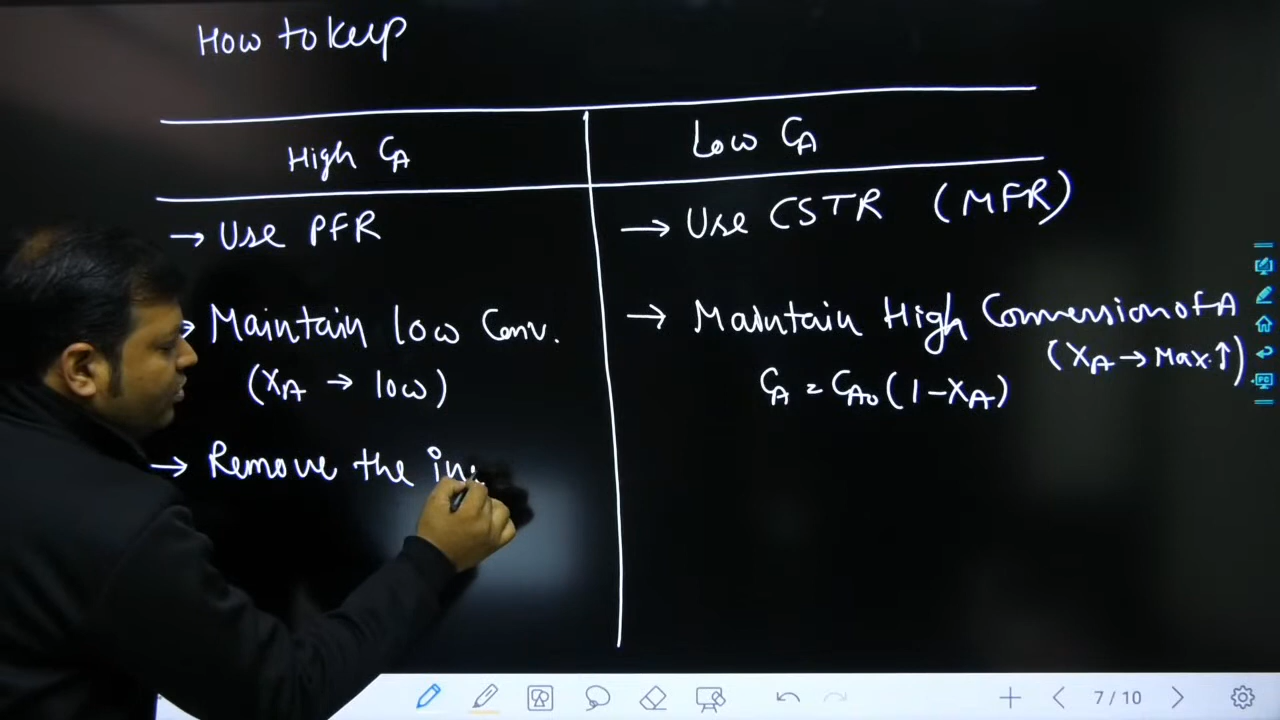 How to keep
High CA
Low CA
→ Use PFR
→ Use CSTR (MFR)
→ Maintain low Conv.
(XA → low)
→ Maintain High Conversion of A
(XA → Max.↑)
CA = CA0 (1-XA)
→ Remove the
7 / 10